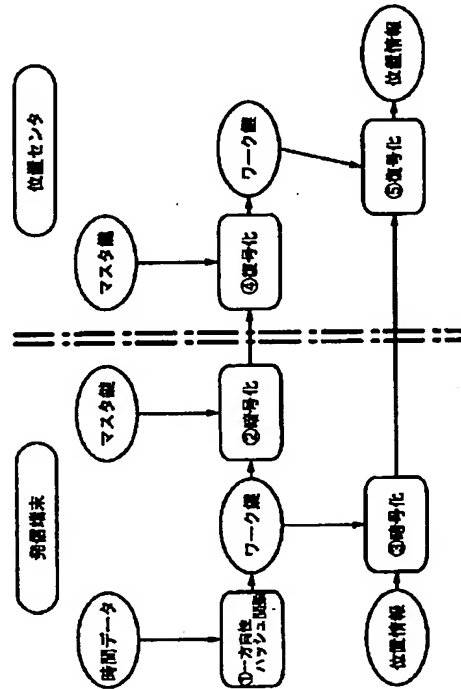 発信端末
位置センタ
時間データ
マスタ鍵
マスタ鍵
①一方向性
ハッシュ関数
ワーク鍵
②暗号化
④復号化
ワーク鍵
位置情報
③暗号化
⑤復号化
位置情報